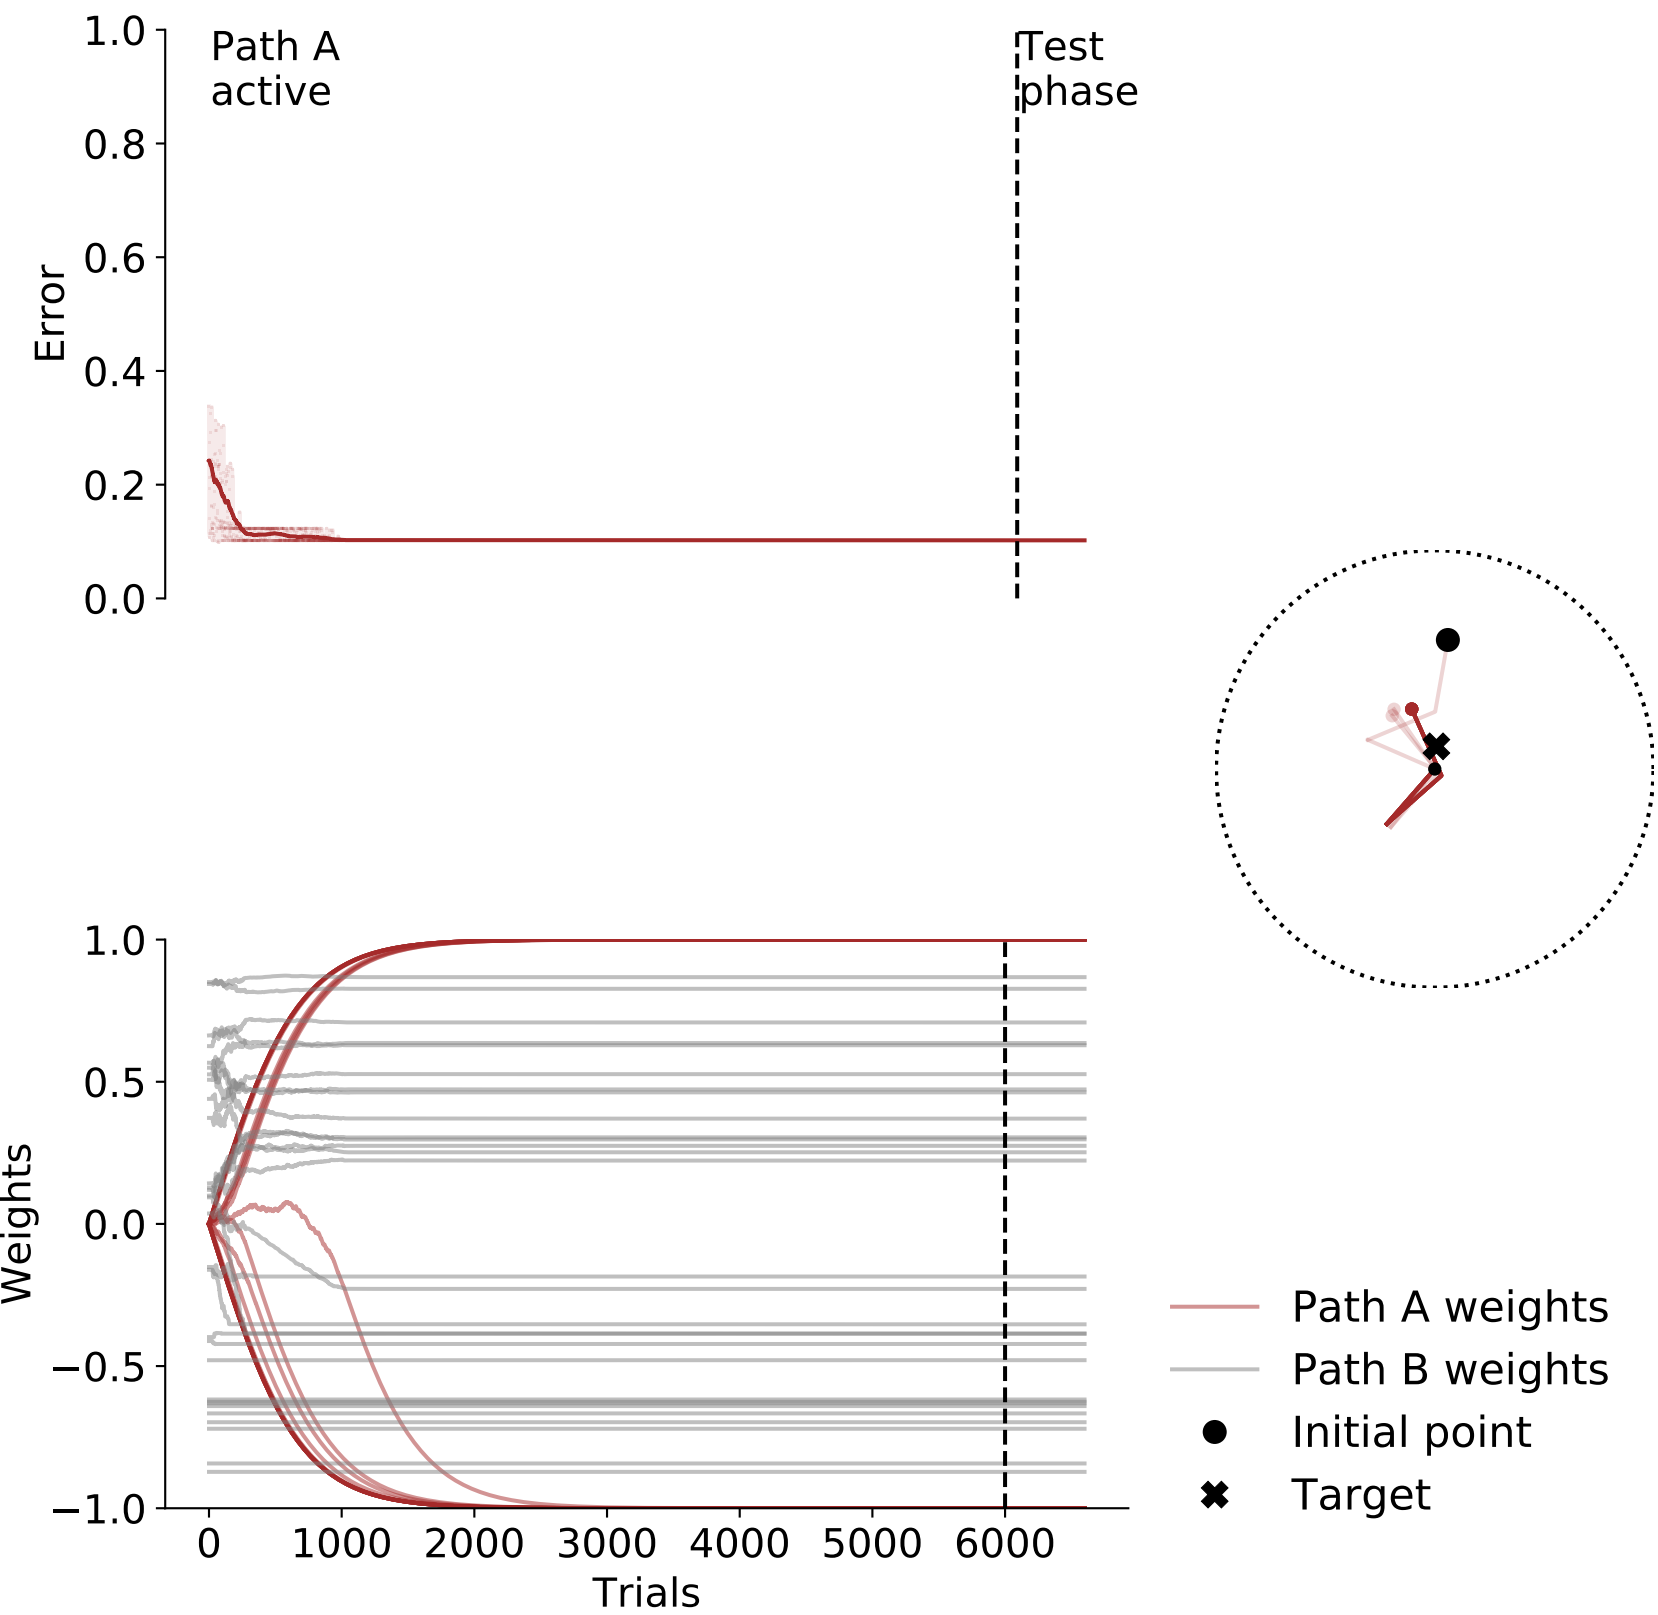 1.0
Path A
active
Test
phase
0.8
0.6
0.4
0.2
0.0
Error
1.0
0.5
0.0
−0.5
−1.0
Weights
0
1000
2000
3000
4000
5000
6000
Trials
Path A weights
Path B weights
Initial point
Target